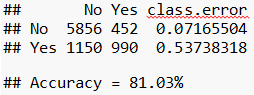 ##       No Yes class.error
## No  5856 452  0.07165504
## Yes 1150 990  0.53738318
## Accuracy = 81.03%